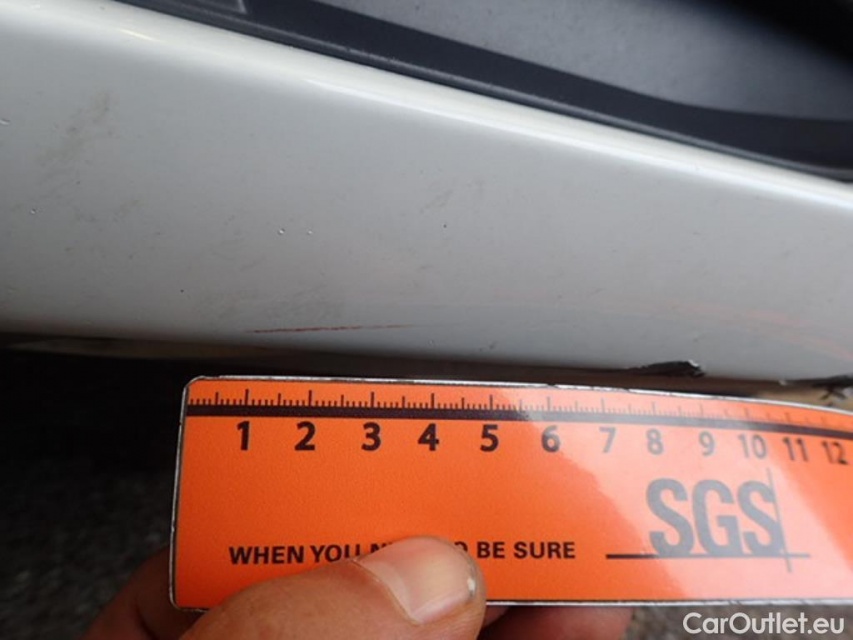 1 2 3 4 5 6 7 8 9 10 11 12
SGS
WHEN YOU BE SURE
CarOutlet.eu